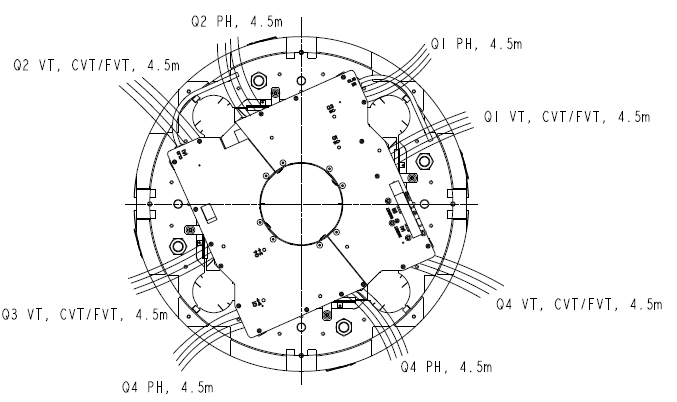 Q2 PH, 4.5m
Q1 PH, 4.5m
Q2 VT, CVT/FVT, 4.5m
Q1 VT, CVT/FVT, 4.5m
Q3 VT, CVT/FVT, 4.5m
Q4 VT, CVT/FVT, 4.5m
Q4 PH, 4.5m
Q4 PH, 4.5m